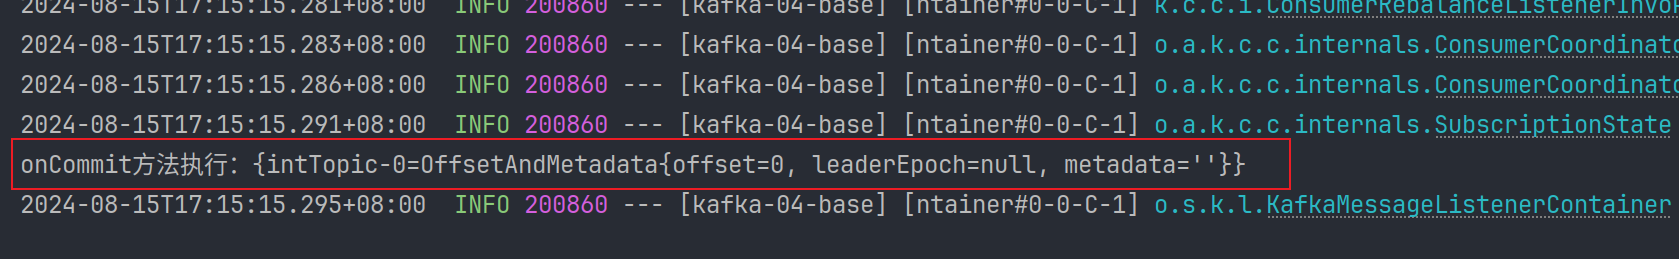 2024-08-15T17:15:15.281+08:00  INFO 200860 --- [kafka-04-base] [ntainer#0-0-C-1] k.c.c.i.ConsumerRebalanceListenerInvok
2024-08-15T17:15:15.283+08:00  INFO 200860 --- [kafka-04-base] [ntainer#0-0-C-1] o.a.k.c.c.internals.ConsumerCoordinato
2024-08-15T17:15:15.286+08:00  INFO 200860 --- [kafka-04-base] [ntainer#0-0-C-1] o.a.k.c.c.internals.ConsumerCoordinato
2024-08-15T17:15:15.291+08:00  INFO 200860 --- [kafka-04-base] [ntainer#0-0-C-1] o.a.k.c.c.internals.SubscriptionState
onCommit方法执行：{intTopic-0=OffsetAndMetadata{offset=0, leaderEpoch=null, metadata=''}}
2024-08-15T17:15:15.295+08:00  INFO 200860 --- [kafka-04-base] [ntainer#0-0-C-1] o.s.k.l.KafkaMessageListenerContainer